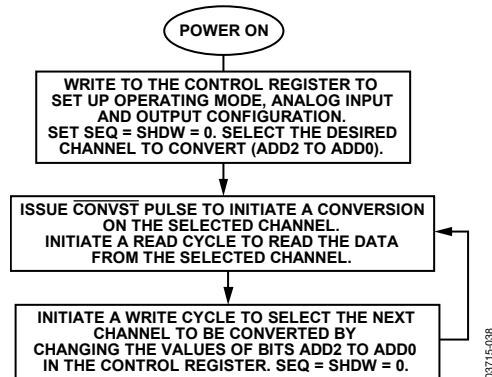 POWER ON
WRITE TO THE CONTROL REGISTER TO
SET UP OPERATING MODE, ANALOG INPUT
AND OUTPUT CONFIGURATION.
SET SEQ = SHDW = 0. SELECT THE DESIRED
CHANNEL TO CONVERT (ADD2 TO ADD0).
ISSUE CONVST PULSE TO INITIATE A CONVERSION
ON THE SELECTED CHANNEL.
INITIATE A READ CYCLE TO READ THE DATA
FROM THE SELECTED CHANNEL.
INITIATE A WRITE CYCLE TO SELECT THE NEXT
CHANNEL TO BE CONVERTED BY
CHANGING THE VALUES OF BITS ADD2 TO ADD0
IN THE CONTROL REGISTER. SEQ = SHDW = 0.
03715-038